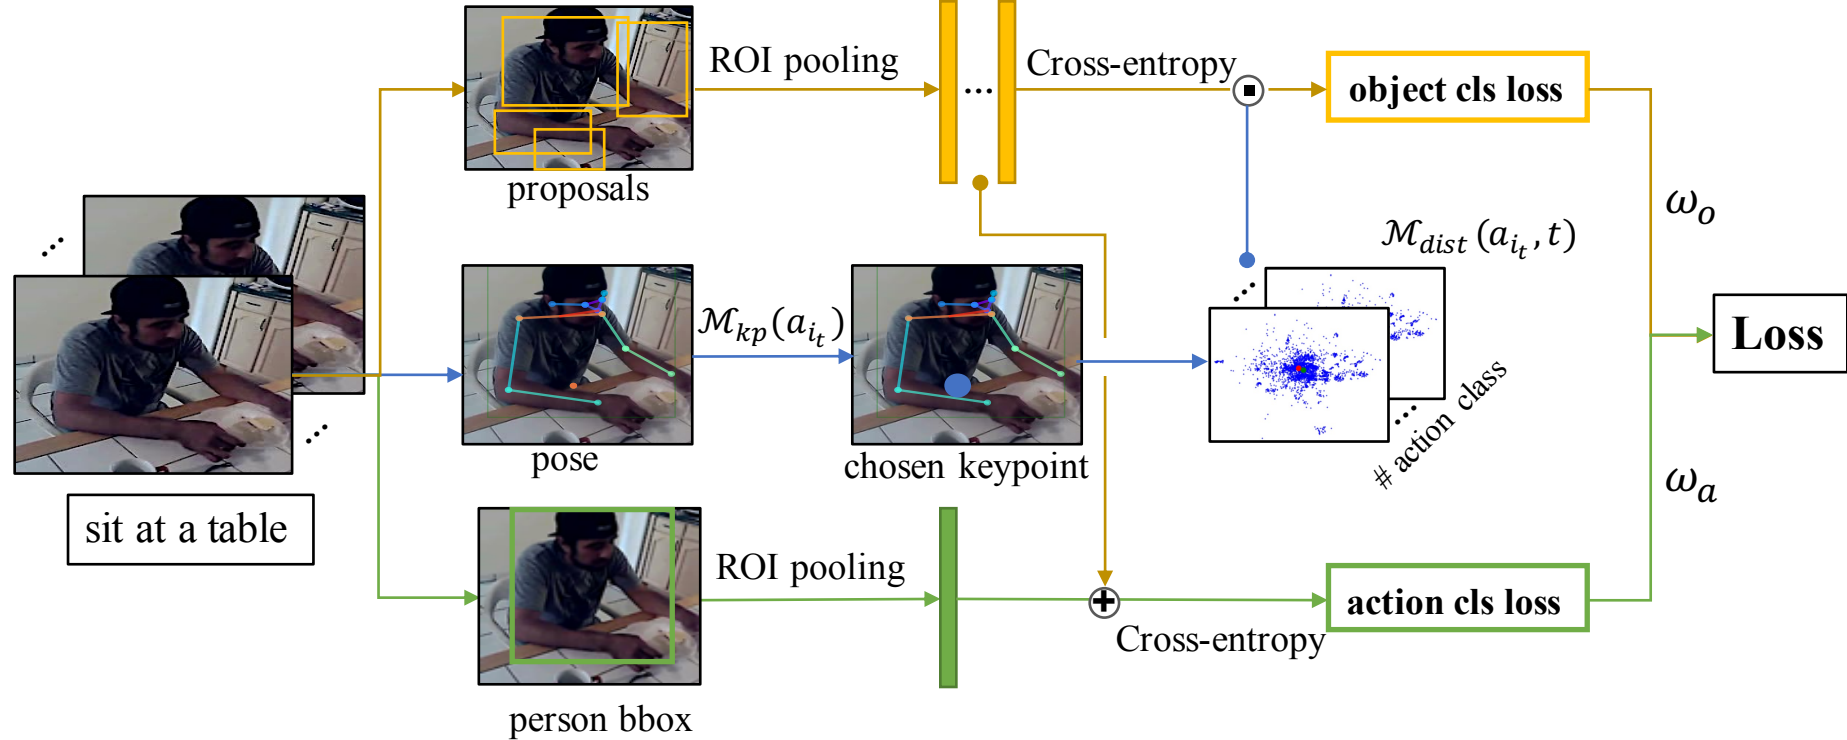 ROI pooling
Cross-entropy
...
object cls loss
proposals
ω_o
...
M_dist(a_{i_t}, t)
M_kp(a_{i_t})
...
Loss
...
...
# action class
pose
chosen keypoint
ω_a
sit at a table
ROI pooling
action cls loss
Cross-entropy
person bbox